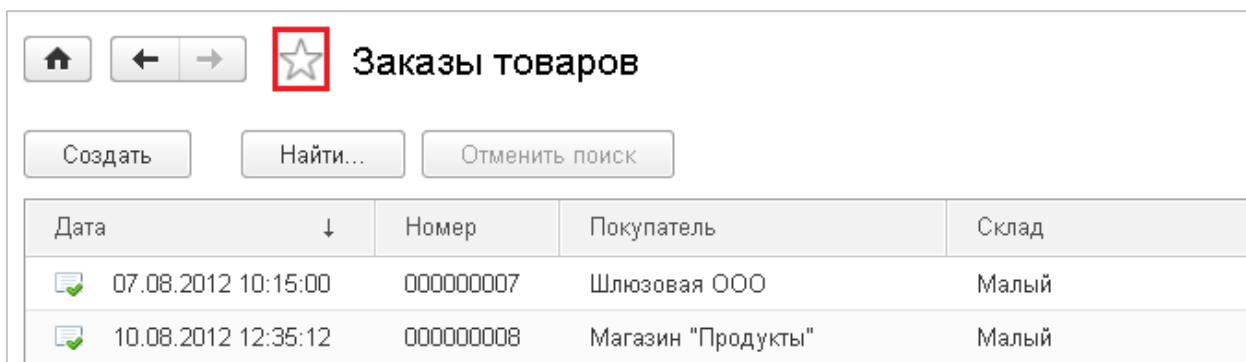 Заказы товаров
Создать Найти... Отменить поиск
Дата ↓ Номер Покупатель Склад
07.08.2012 10:15:00 000000007 Шлюзовая ООО Малый
10.08.2012 12:35:12 000000008 Магазин "Продукты" Малый